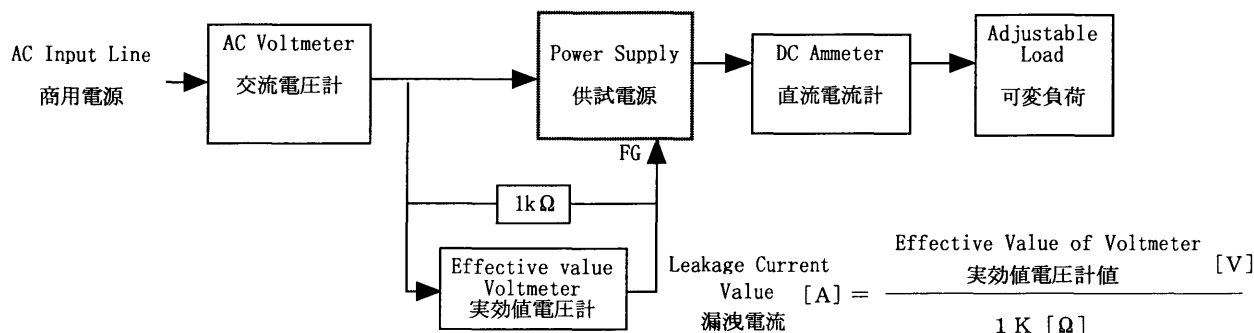 AC Input Line
商用電源
AC Voltmeter
交流電圧計
Power Supply
供試電源
DC Ammeter
直流電流計
Adjustable
Load
可変負荷
FG
1kΩ
Effective value
Voltmeter
実効値電圧計
Leakage Current
Value [A] =
漏洩電流
Effective Value of Voltmeter
実効値電圧計値 [V]
1 K [Ω]